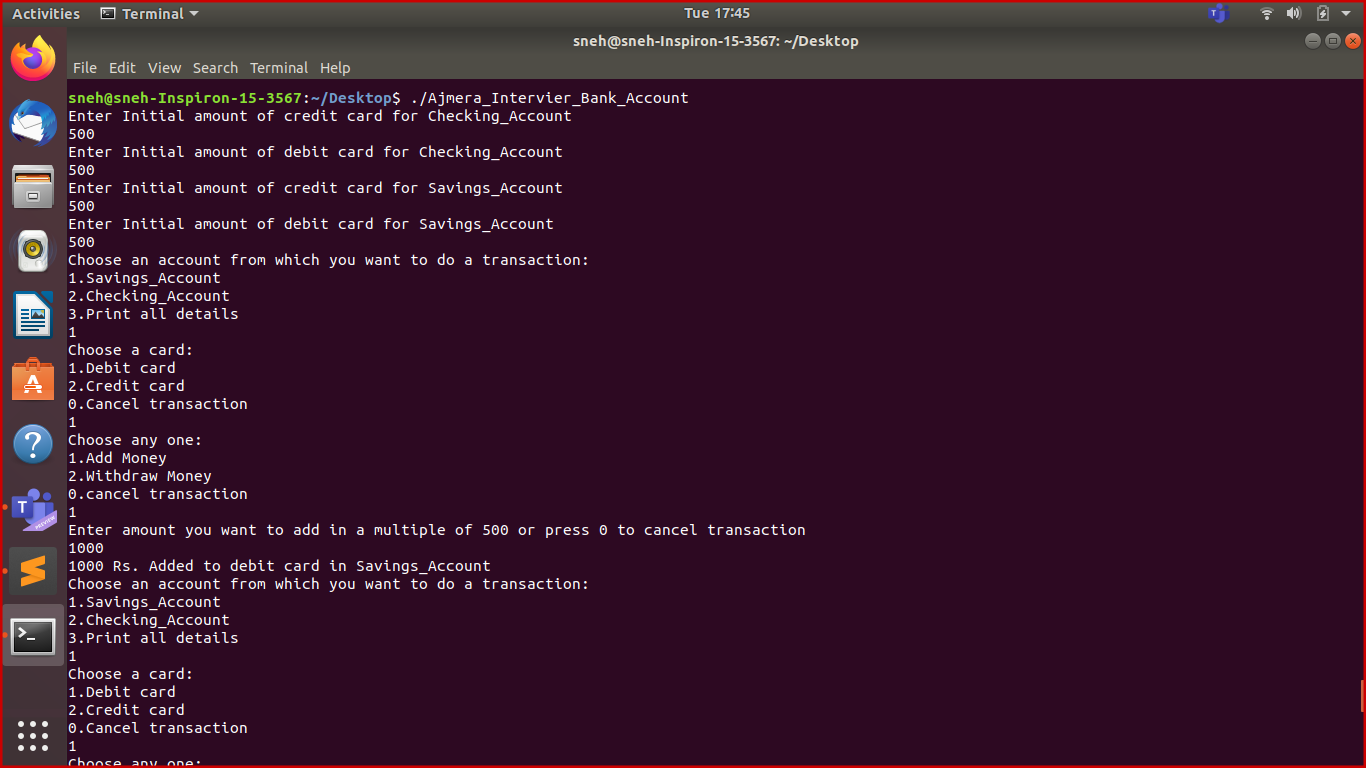 Activities Terminal Tue 17:45
sneh@sneh-Inspiron-15-3567: ~/Desktop
File Edit View Search Terminal Help
sneh@sneh-Inspiron-15-3567:~/Desktop$ ./Ajmera_Intervier_Bank_Account
Enter Initial amount of credit card for Checking_Account
500
Enter Initial amount of debit card for Checking_Account
500
Enter Initial amount of credit card for Savings_Account
500
Enter Initial amount of debit card for Savings_Account
500
Choose an account from which you want to do a transaction:
1.Savings_Account
2.Checking_Account
3.Print all details
1
Choose a card:
1.Debit card
2.Credit card
0.Cancel transaction
1
Choose any one:
1.Add Money
2.Withdraw Money
0.cancel transaction
1
Enter amount you want to add in a multiple of 500 or press 0 to cancel transaction
1000
1000 Rs. Added to debit card in Savings_Account
Choose an account from which you want to do a transaction:
1.Savings_Account
2.Checking_Account
3.Print all details
1
Choose a card:
1.Debit card
2.Credit card
0.Cancel transaction
1
Choose any one: